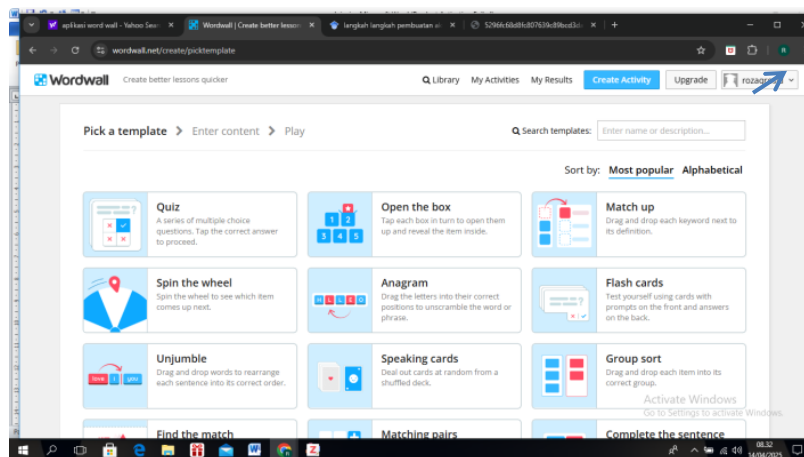 aplikasi word wall - Yahoo Sear
Wordwall | Create better lesson
langkah langkah pembuatan al
wordwall.net/create/picktemplate
Wordwall
Create better lessons quicker
Library
My Activities
My Results
Create Activity
Upgrade
Pick a template > Enter content > Play
Search templates:
Enter name or description...
Sort by: Most popular Alphabetical
Quiz
A series of multiple choice
questions. Tap the correct answer
to proceed.
Open the box
Tap each box in turn to open them
up and reveal the item inside.
1 2
3 4 5
Match up
Drag and drop each keyword next to
its definition.
Spin the wheel
Spin the wheel to see which item
comes up next.
Anagram
Drag the letters into their correct
positions to unscramble the word or
phrase.
H L L E O
Flash cards
Test yourself using cards with
prompts on the front and answers
on the back.
Unjumble
Drag and drop words to rearrange
each sentence into its correct order.
love I you
Speaking cards
Deal out cards at random from a
shuffled deck.
Group sort
Drag and drop each item into its
correct group.
Find the match
Matching pairs
Complete the sentence
Activate Windows
Go to Settings to activate Windows.
08.32
14/04/2025